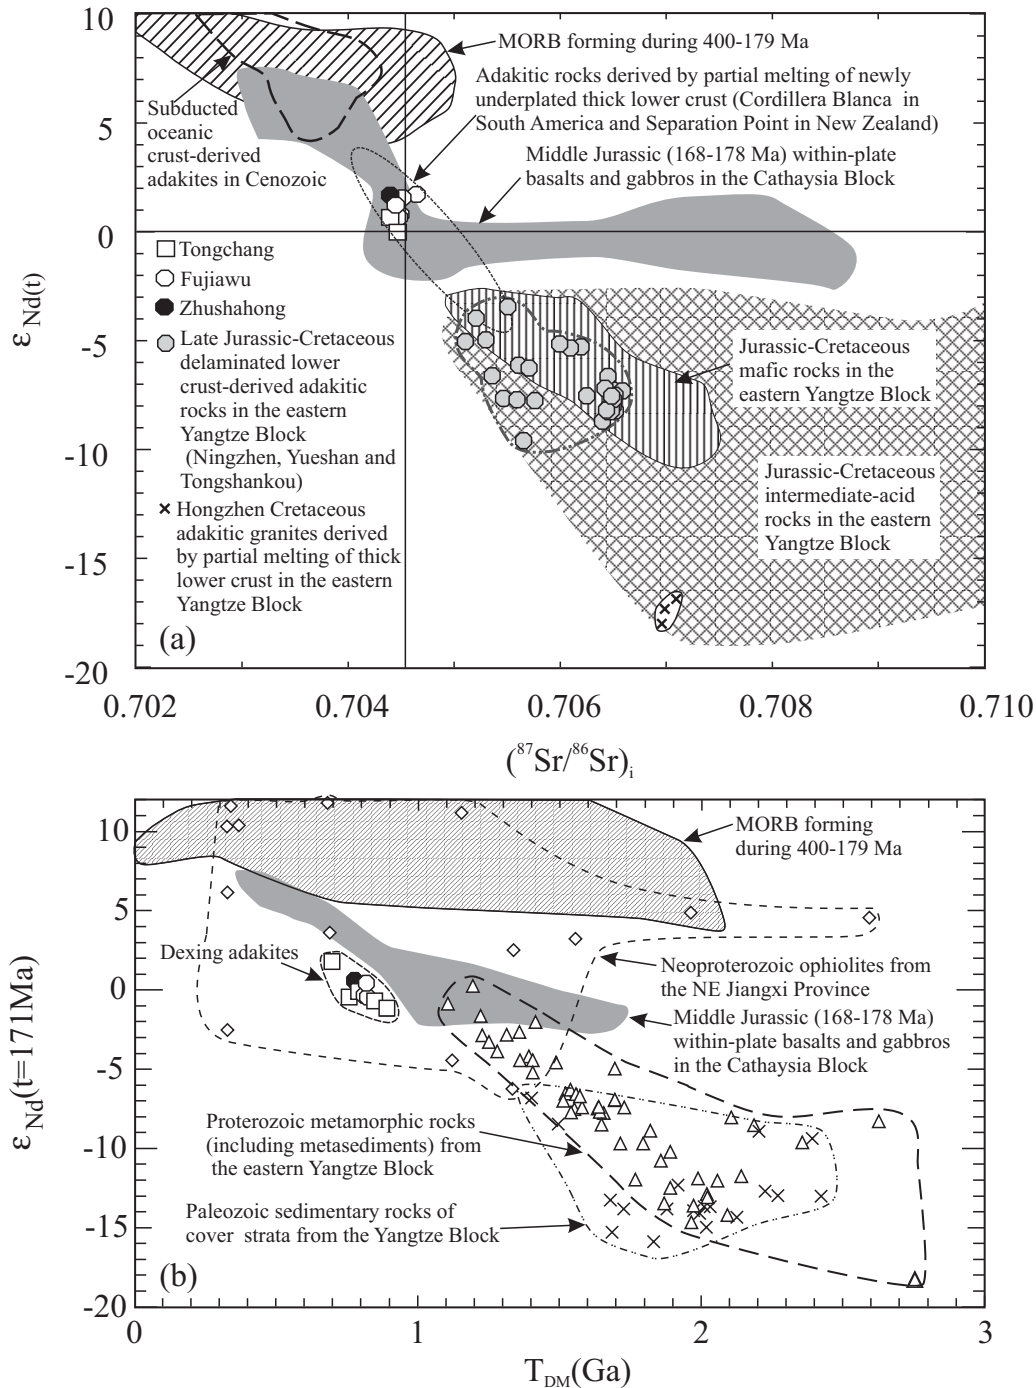 10
5
0
-5
-10
-15
-20
εNd(t)
MORB forming during 400-179 Ma
Adakitic rocks derived by partial melting of newly
underplated thick lower crust (Cordillera Blanca in
South America and Separation Point in New Zealand)
Subducted
oceanic
crust-derived
adakites in Cenozoic
Middle Jurassic (168-178 Ma) within-plate
basalts and gabbros in the Cathaysia Block
Tongchang
Fujiawu
Zhushahong
Late Jurassic-Cretaceous
delaminated lower
crust-derived adakitic
rocks in the eastern
Yangtze Block
(Ningzhen, Yueshan and
Tongshankou)
Hongzhen Cretaceous
adakitic granites derived
by partial melting of thick
lower crust in the eastern
Yangtze Block
Jurassic-Cretaceous
mafic rocks in the
eastern Yangtze Block
Jurassic-Cretaceous
intermediate-acid
rocks in the eastern
Yangtze Block
(a)
0.702 0.704 0.706 0.708 0.710
(87Sr/86Sr)i
10
5
0
-5
-10
-15
-20
εNd(t=171Ma)
MORB forming
during 400-179 Ma
Dexing adakites
Neoproterozoic ophiolites from
the NE Jiangxi Province
Middle Jurassic (168-178 Ma)
within-plate basalts and gabbros
in the Cathaysia Block
Proterozoic metamorphic rocks
(including metasediments) from
the eastern Yangtze Block
Paleozoic sedimentary rocks of
cover strata from the Yangtze Block
(b)
0 1 2 3
TDM(Ga)